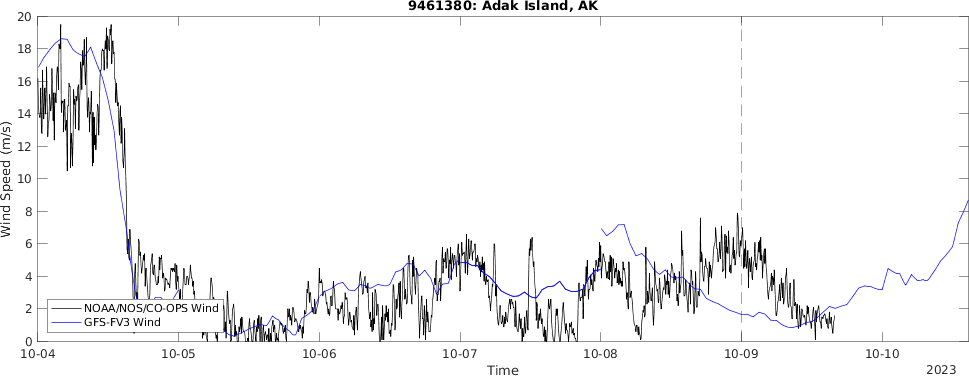 9461380: Adak Island, AK
Wind Speed (m/s)
20
18
16
14
12
10
8
6
4
2
0
NOAA/NOS/CO-OPS Wind
GFS-FV3 Wind
10-04 10-05 10-06 10-07 10-08 10-09 10-10
Time
2023